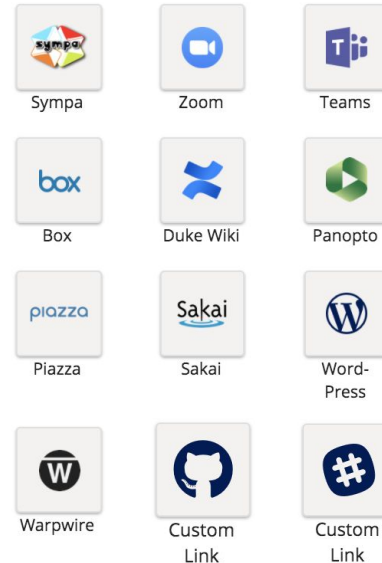 sympa
Sympa
Zoom
T
Teams
box
Box
Duke Wiki
Panopto
piazza
Piazza
Sakai
Sakai
W
Word-
Press
W
Warpwire
Custom
Link
#
Custom
Link